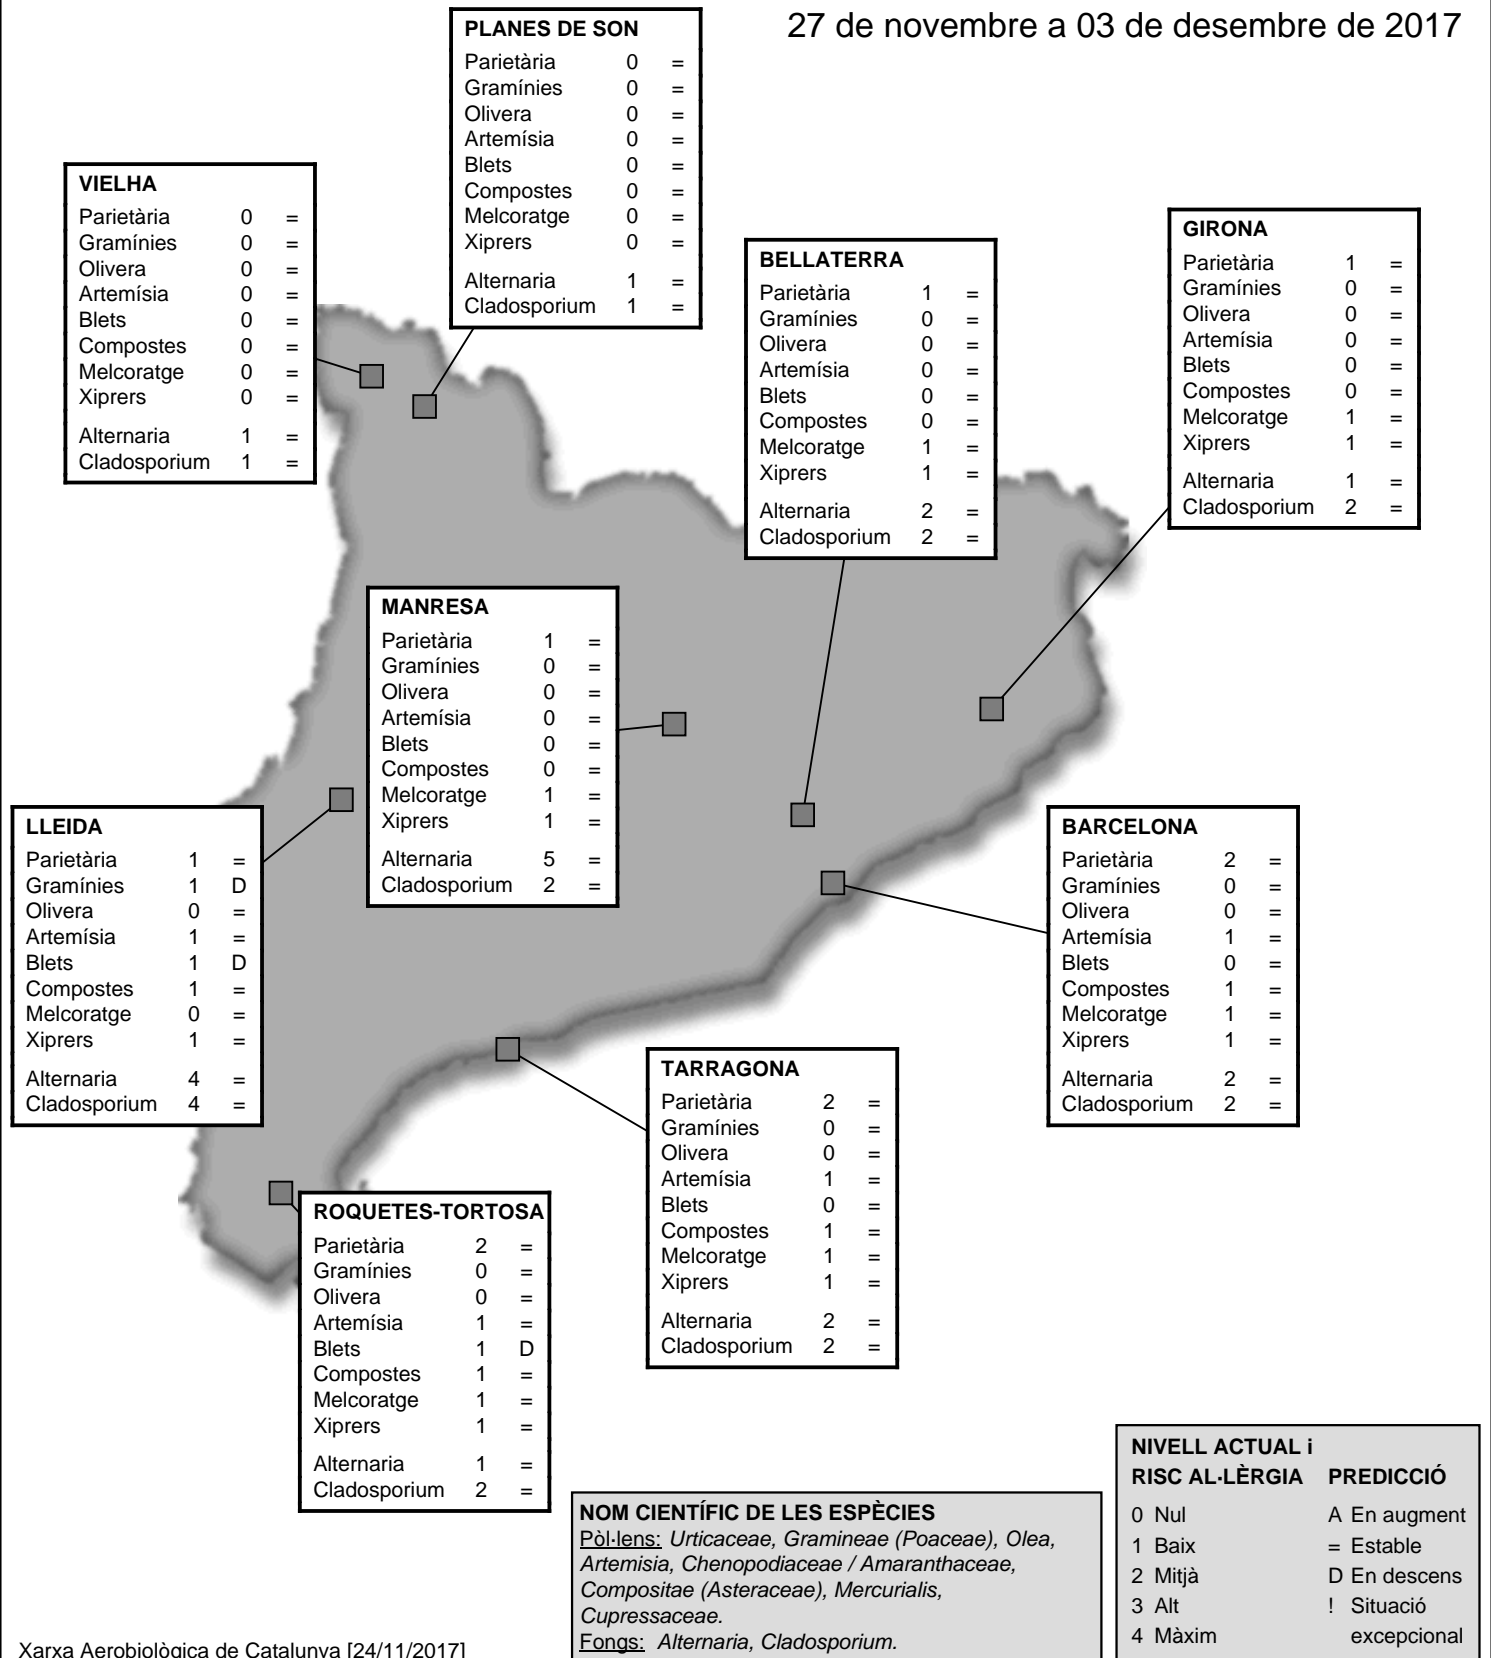 27 de novembre a 03 de desembre de 2017
PLANES DE SON
Parietària 0 =
Gramínies 0 =
Olivera 0 =
Artemísia 0 =
Blets 0 =
Compostes 0 =
Melcoratge 0 =
Xiprers 0 =
Alternaria 1 =
Cladosporium 1 =
VIELHA
Parietària 0 =
Gramínies 0 =
Olivera 0 =
Artemísia 0 =
Blets 0 =
Compostes 0 =
Melcoratge 0 =
Xiprers 0 =
Alternaria 1 =
Cladosporium 1 =
BELLATERRA
Parietària 1 =
Gramínies 0 =
Olivera 0 =
Artemísia 0 =
Blets 0 =
Compostes 0 =
Melcoratge 1 =
Xiprers 1 =
Alternaria 2 =
Cladosporium 2 =
GIRONA
Parietària 1 =
Gramínies 0 =
Olivera 0 =
Artemísia 0 =
Blets 0 =
Compostes 0 =
Melcoratge 1 =
Xiprers 1 =
Alternaria 1 =
Cladosporium 2 =
MANRESA
Parietària 1 =
Gramínies 0 =
Olivera 0 =
Artemísia 0 =
Blets 0 =
Compostes 0 =
Melcoratge 1 =
Xiprers 1 =
Alternaria 5 =
Cladosporium 2 =
LLEIDA
Parietària 1 =
Gramínies 1 D
Olivera 0 =
Artemísia 1 =
Blets 1 D
Compostes 1 =
Melcoratge 0 =
Xiprers 1 =
Alternaria 4 =
Cladosporium 4 =
BARCELONA
Parietària 2 =
Gramínies 0 =
Olivera 0 =
Artemísia 1 =
Blets 0 =
Compostes 1 =
Melcoratge 1 =
Xiprers 1 =
Alternaria 2 =
Cladosporium 2 =
TARRAGONA
Parietària 2 =
Gramínies 0 =
Olivera 0 =
Artemísia 1 =
Blets 0 =
Compostes 1 =
Melcoratge 1 =
Xiprers 1 =
Alternaria 2 =
Cladosporium 2 =
ROQUETES-TORTOSA
Parietària 2 =
Gramínies 0 =
Olivera 0 =
Artemísia 1 =
Blets 1 D
Compostes 1 =
Melcoratge 1 =
Xiprers 1 =
Alternaria 1 =
Cladosporium 2 =
NOM CIENTÍFIC DE LES ESPÈCIES
Pòl·lens: Urticaceae, Gramineae (Poaceae), Olea,
Artemisia, Chenopodiaceae / Amaranthaceae,
Compositae (Asteraceae), Mercurialis,
Cupressaceae.
Fongs: Alternaria, Cladosporium.
NIVELL ACTUAL i
RISC AL·LÈRGIA PREDICCIÓ
0 Nul A En augment
1 Baix = Estable
2 Mitjà D En descens
3 Alt ! Situació
4 Màxim excepcional
Xarxa Aerobiològica de Catalunya [24/11/2017]